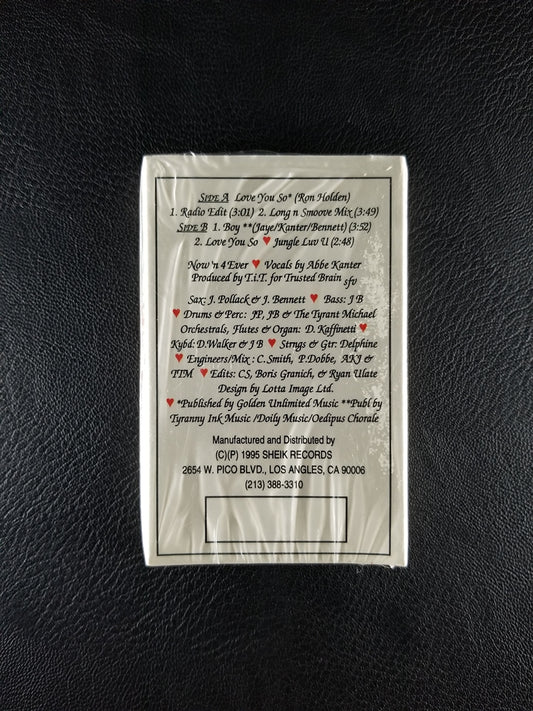 SIDE A Love You So* (Ron Holden)
1. Radio Edit (3:01) 2. Long n Smoove Mix (3:49)
SIDE B 1. Boy **(Jaye/Kanter/Bennett) (3:52)
2. Love You So ♥ Jungle Luv U (2:48)
Now 'n 4 Ever ♥ Vocals by Abbe Kanter
Produced by T.i.T. for Trusted Brain sfv
Sax: J. Pollack & J. Bennett ♥ Bass: J B
♥ Drums & Perc: JP, JB & The Tyrant Michael
Orchestrals, Flutes & Organ: D. Kaffinetti ♥
Kybd: D.Walker & J B ♥ Strngs & Gtr: Delphine
♥ Engineers/Mix : C. Smith, P.Dobbe, AKJ &
TTM ♥ Edits: CS, Boris Granich, & Ryan Ulate
Design by Lotta Image Ltd.
♥ *Published by Golden Unlimited Music **Publ by
Tyranny Ink Music /Doily Music/Oedipus Chorale
Manufactured and Distributed by
(C)(P) 1995 SHEIK RECORDS
2654 W. PICO BLVD., LOS ANGLES, CA 90006
(213) 388-3310